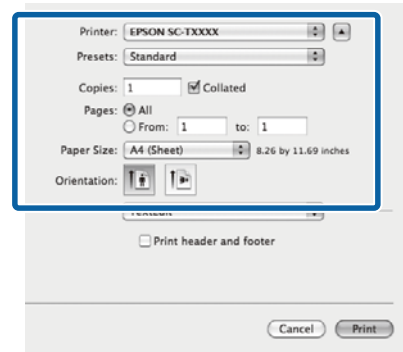 Printer: EPSON SC-TXXXX
Presets: Standard
Copies: 1 Collated
Pages: All
From: 1 to: 1
Paper Size: A4 (Sheet) 8.26 by 11.69 inches
Orientation:
TextEdit
Print header and footer
Cancel Print